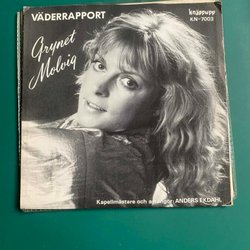 VÄDERRAPPORT
knäppupp
KN-7003
Grynet
Molvig
Kapellmästare och arrangör: ANDERS EKDAHL